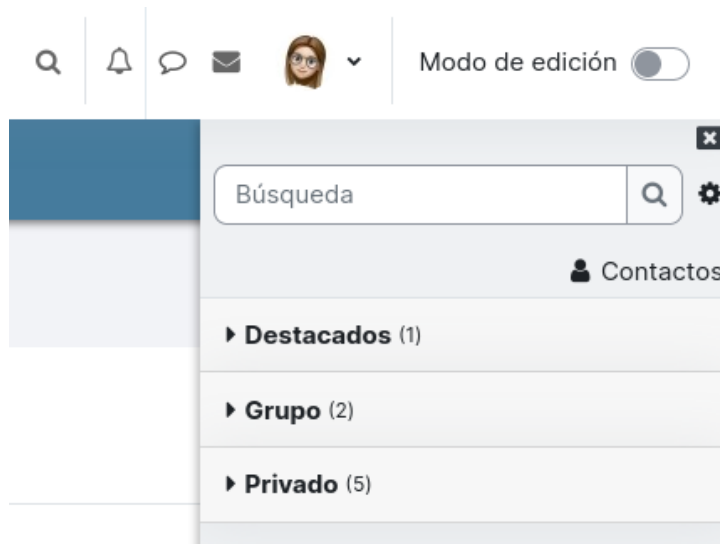 Modo de edición
Búsqueda
Contactos
Destacados (1)
Grupo (2)
Privado (5)